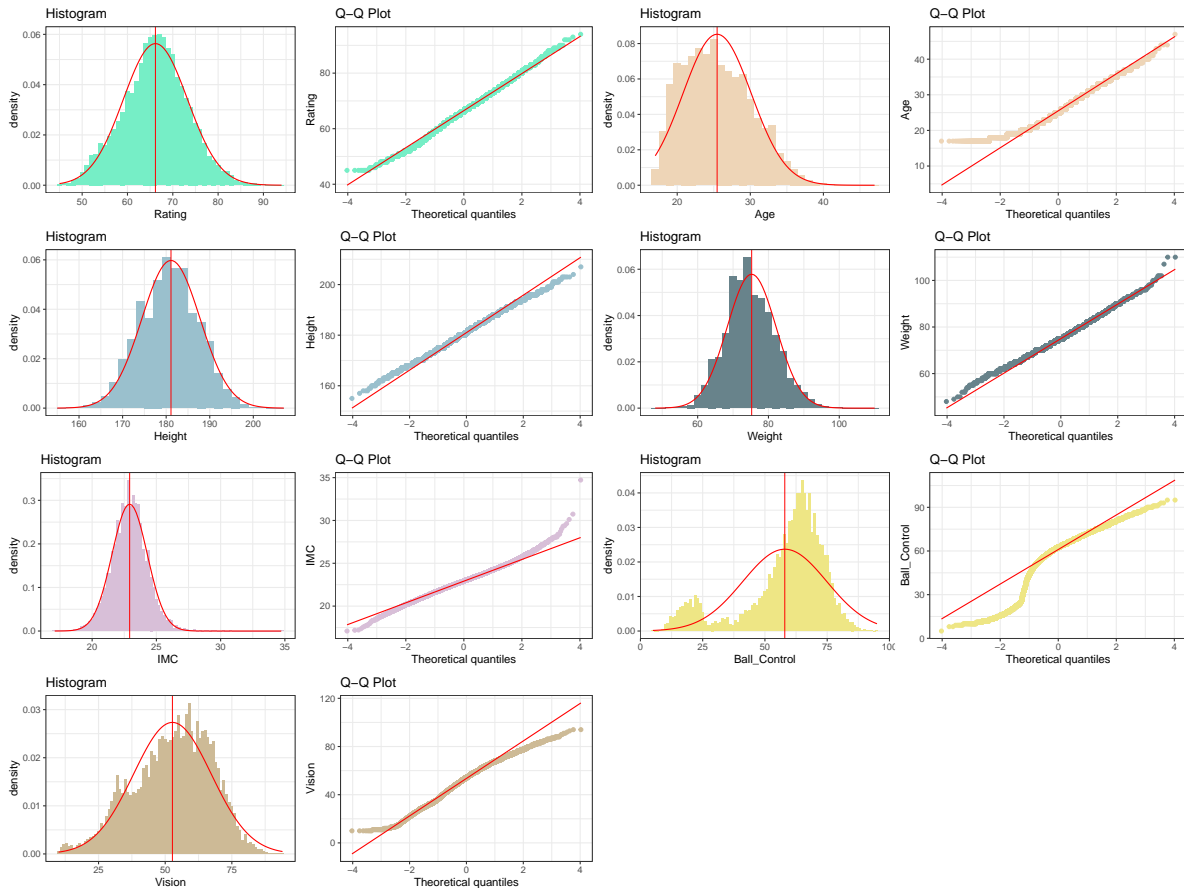 Histogram
0.06
0.04
0.02
0.00
density
50 60 70 80 90
Rating
Q−Q Plot
80
60
40
Rating
−4 −2 0 2 4
Theoretical quantiles
Histogram
0.08
0.06
0.04
0.02
0.00
density
20 30 40
Age
Q−Q Plot
40
30
20
10
Age
−4 −2 0 2 4
Theoretical quantiles
Histogram
0.06
0.04
0.02
0.00
density
160 170 180 190 200
Height
Q−Q Plot
200
180
160
Height
−4 −2 0 2 4
Theoretical quantiles
Histogram
0.06
0.04
0.02
0.00
density
60 80 100
Weight
Q−Q Plot
100
80
60
Weight
−4 −2 0 2 4
Theoretical quantiles
Histogram
0.3
0.2
0.1
0.0
density
20 25 30 35
IMC
Q−Q Plot
35
30
25
20
IMC
−4 −2 0 2 4
Theoretical quantiles
Histogram
0.04
0.03
0.02
0.01
0.00
density
0 25 50 75 100
Ball_Control
Q−Q Plot
90
60
30
0
Ball_Control
−4 −2 0 2 4
Theoretical quantiles
Histogram
0.03
0.02
0.01
0.00
density
25 50 75
Vision
Q−Q Plot
120
80
40
0
Vision
−4 −2 0 2 4
Theoretical quantiles